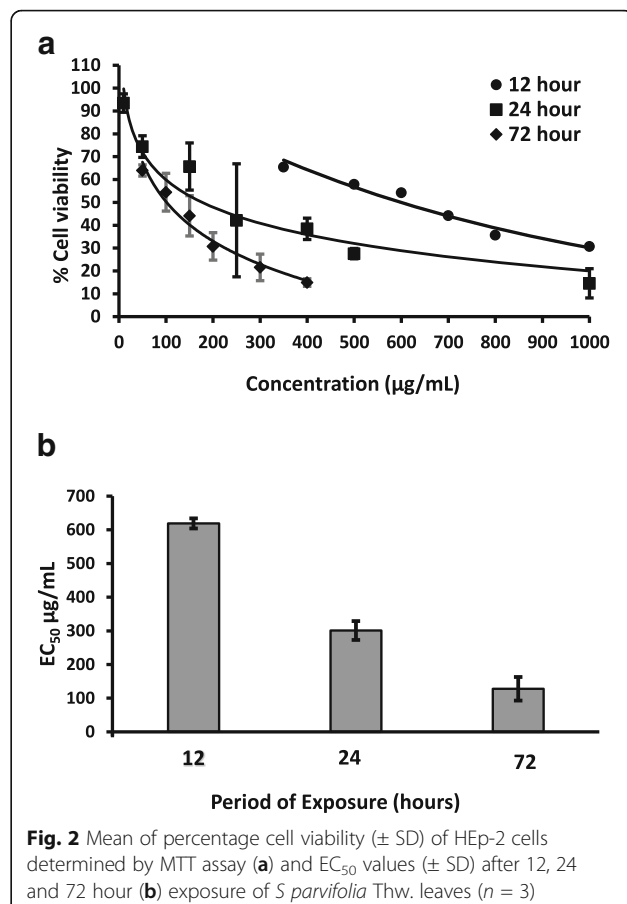 a
110
100
90
80
70
60
50
40
30
20
10
0
% Cell viability
12 hour
24 hour
72 hour
0 100 200 300 400 500 600 700 800 900 1000
Concentration (µg/mL)
b
700
600
500
400
300
200
100
0
EC50 µg/mL
12 24 72
Period of Exposure (hours)
Fig. 2 Mean of percentage cell viability (± SD) of HEp-2 cells
determined by MTT assay (a) and EC50 values (± SD) after 12, 24
and 72 hour (b) exposure of S parvifolia Thw. leaves (n = 3)